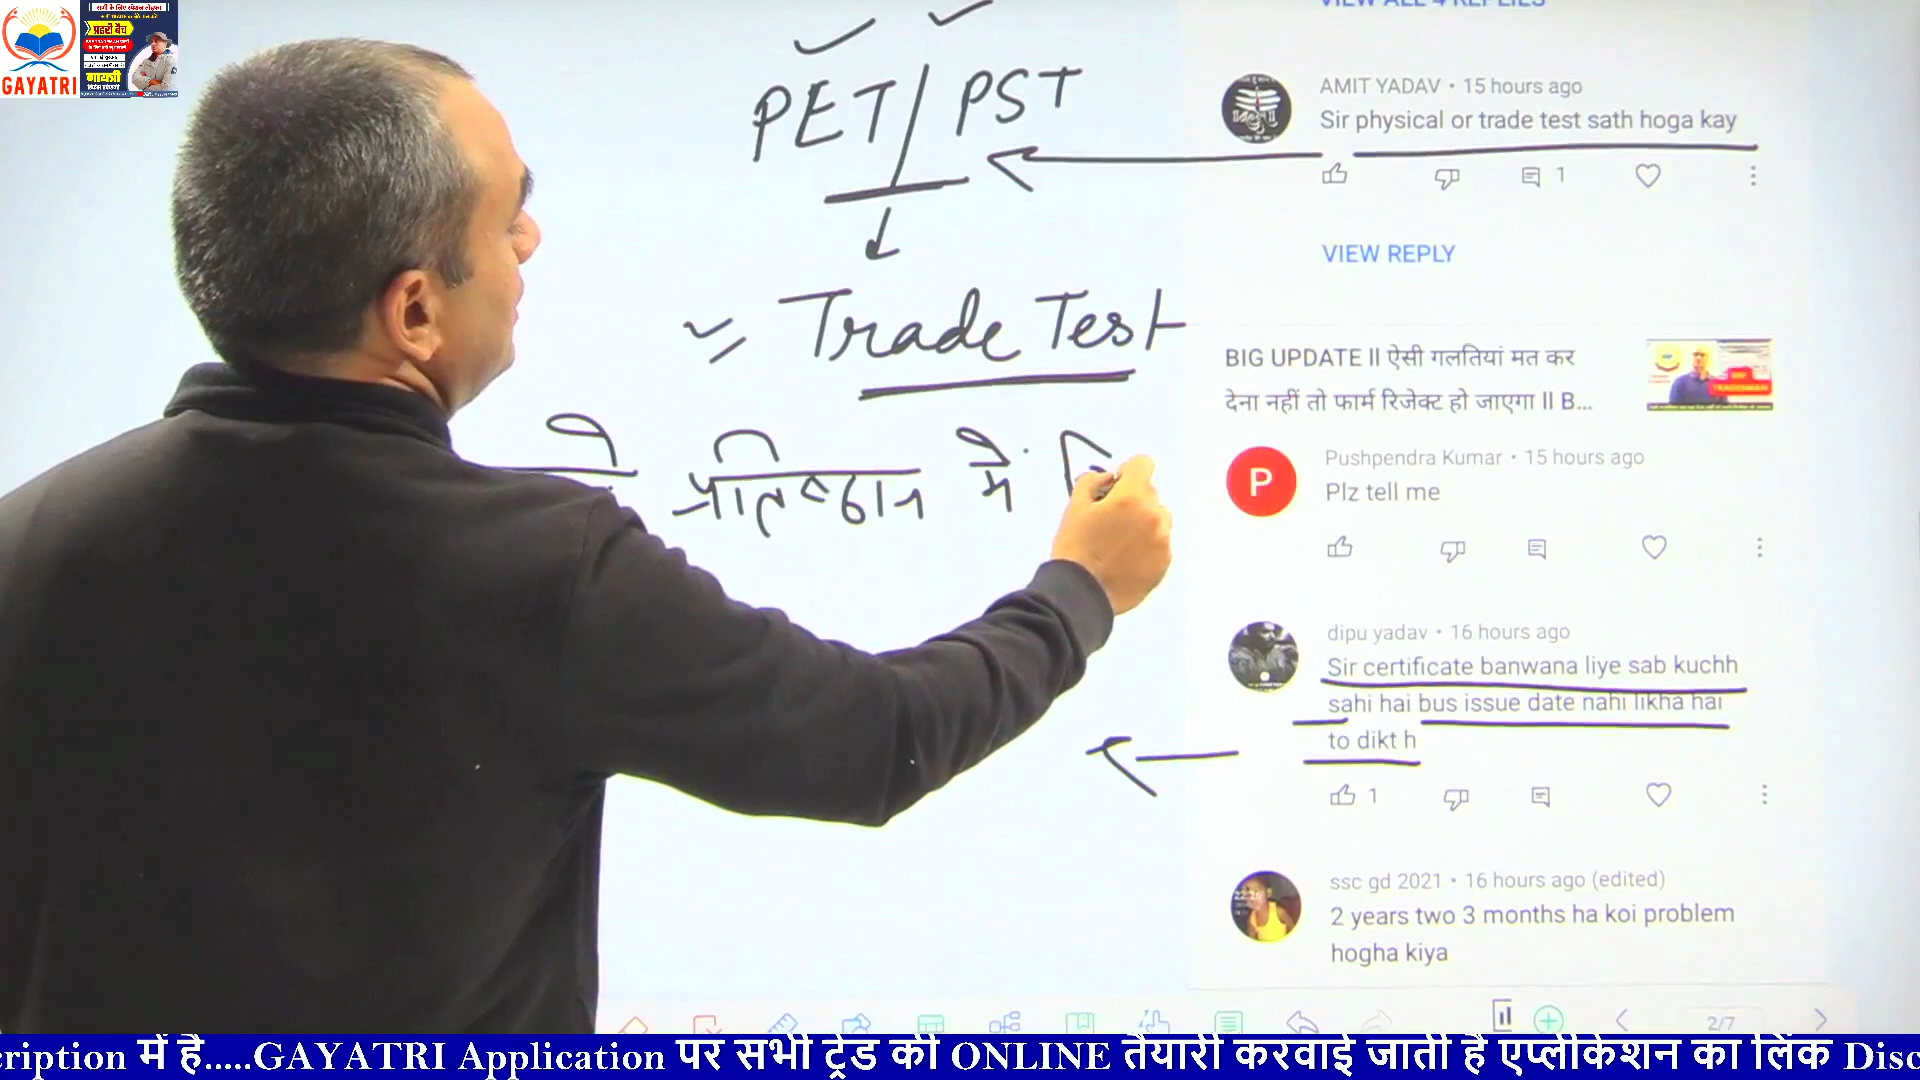 GAYATRI
प्रहरी बैच
गायत्री
PET/PST
Trade Test
प्रतिष्ठान में
VIEW ALL 4 REPLIES
AMIT YADAV • 15 hours ago
Sir physical or trade test sath hoga kay
1
VIEW REPLY
BIG UPDATE ll ऐसी गलतियां मत कर
देना नहीं तो फार्म रिजेक्ट हो जाएगा ll B...
P
Pushpendra Kumar • 15 hours ago
Plz tell me
dipu yadav • 16 hours ago
Sir certificate banwana liye sab kuchh
sahi hai bus issue date nahi likha hai
to dikt h
1
ssc gd 2021 • 16 hours ago (edited)
2 years two 3 months ha koi problem
hogha kiya
2/7
cription में है.....GAYATRI Application पर सभी ट्रेड की ONLINE तैयारी करवाई जाती है एप्लीकेशन का लिंक Disc